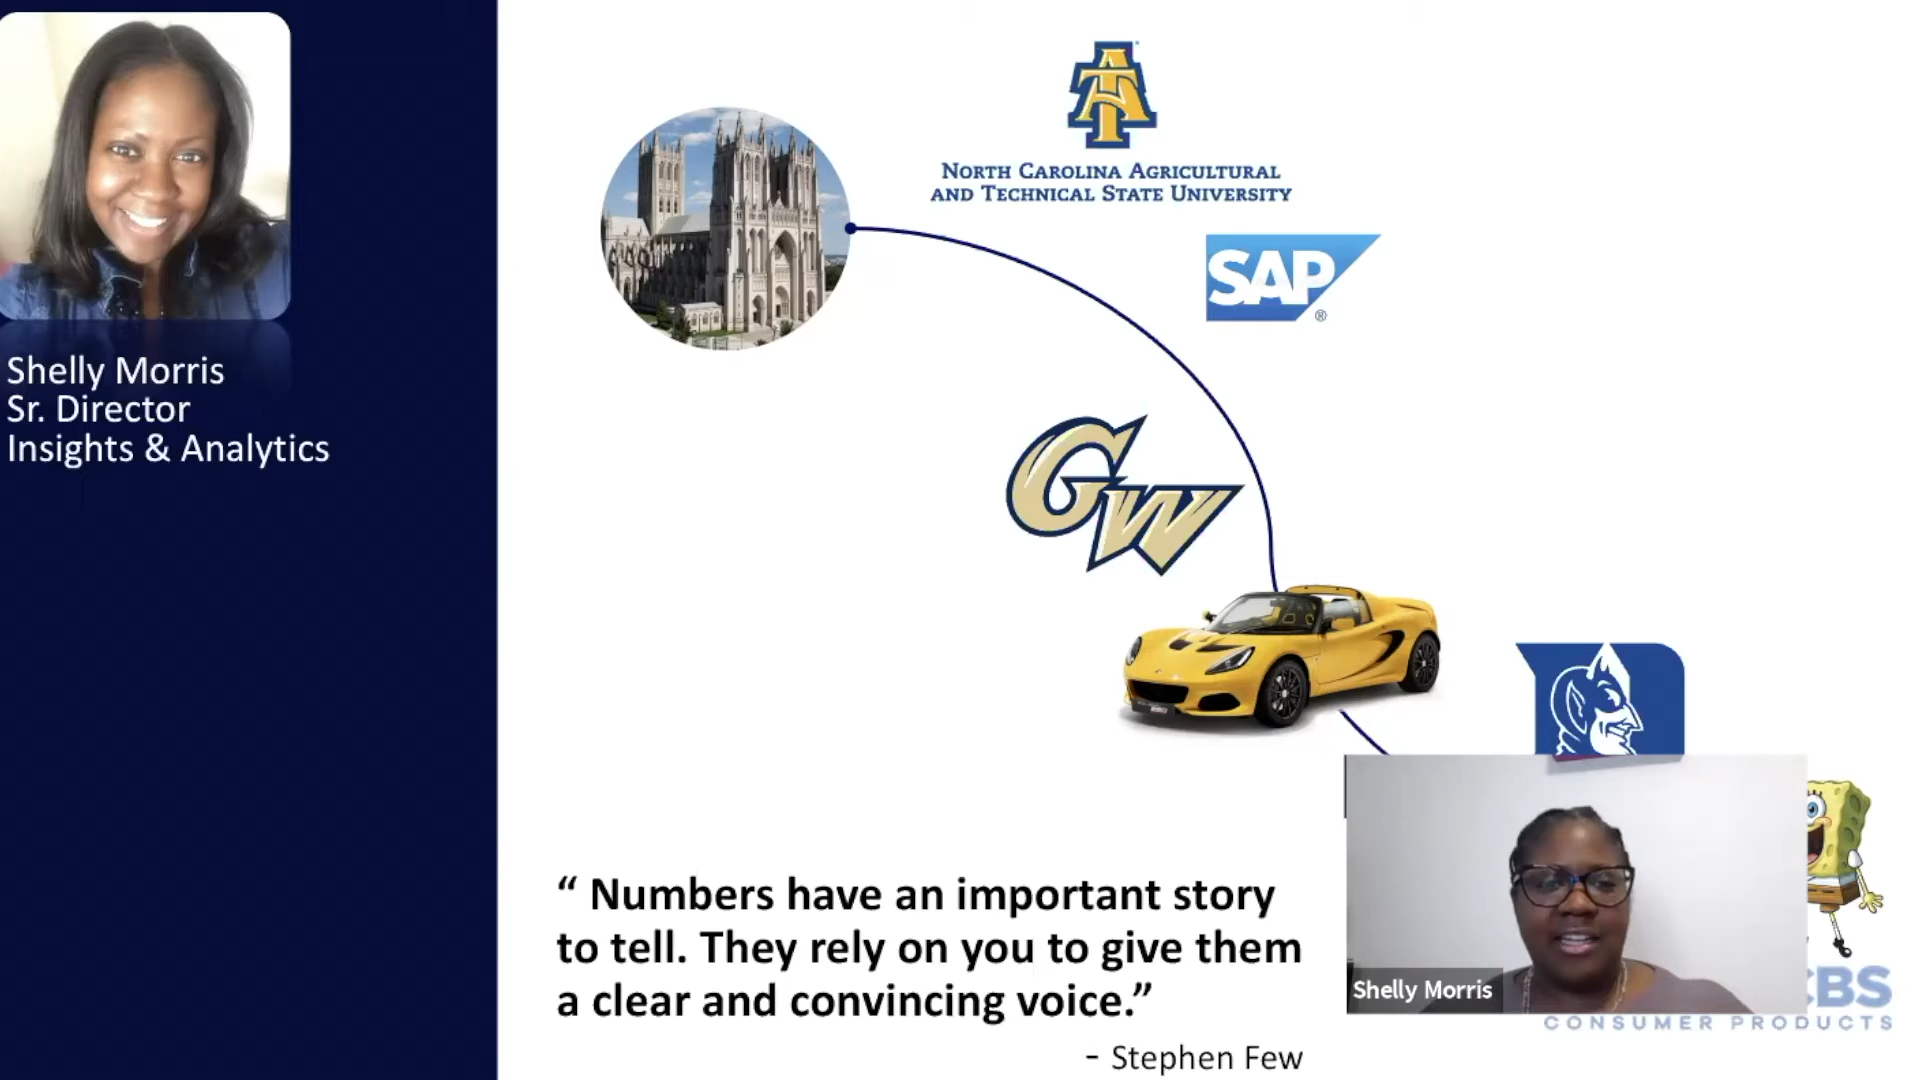 Shelly Morris
Sr. Director
Insights & Analytics
AT
NORTH CAROLINA AGRICULTURAL
AND TECHNICAL STATE UNIVERSITY
SAP®
GW
“ Numbers have an important story
to tell. They rely on you to give them
a clear and convincing voice.”
- Stephen Few
Shelly Morris
CBS
CONSUMER PRODUCTS